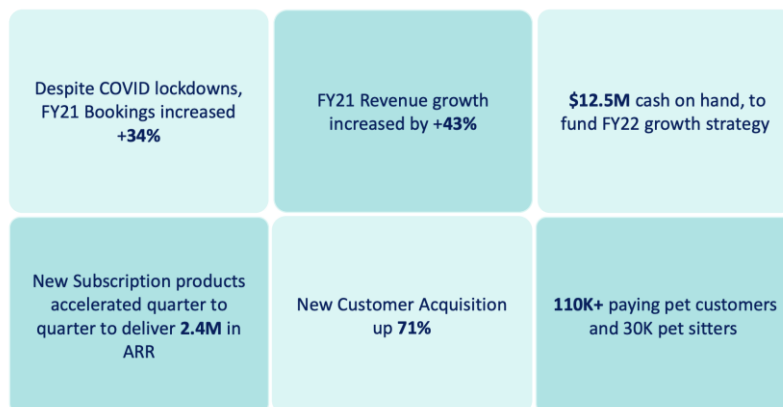 Despite COVID lockdowns,
FY21 Bookings increased
+34%
FY21 Revenue growth
increased by +43%
$12.5M cash on hand, to
fund FY22 growth strategy
New Subscription products
accelerated quarter to
quarter to deliver 2.4M in
ARR
New Customer Acquisition
up 71%
110K+ paying pet customers
and 30K pet sitters